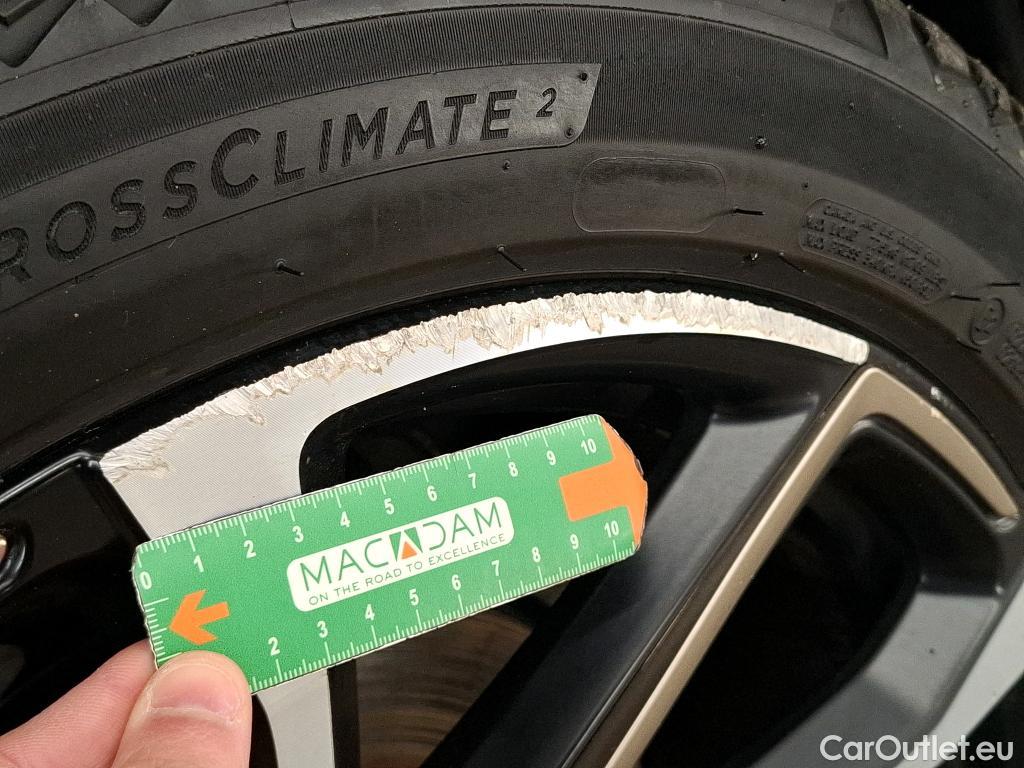 ROSSCLIMATE 2
0 1 2 3 4 5 6 7 8 9 10
MACADAM
ON THE ROAD TO EXCELLENCE
2 3 4 5 6 7 8 9 10
CarOutlet.eu